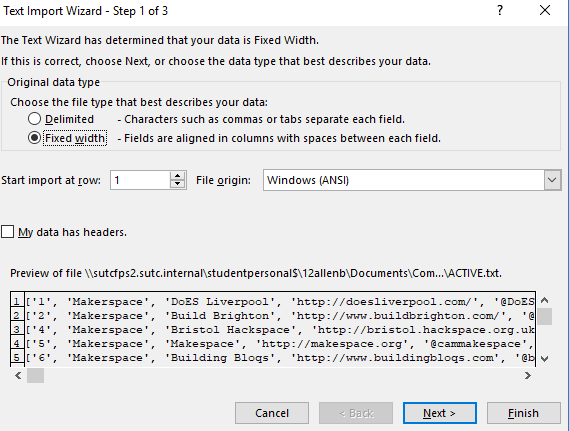 Text Import Wizard - Step 1 of 3
The Text Wizard has determined that your data is Fixed Width.
If this is correct, choose Next, or choose the data type that best describes your data.
Original data type
Choose the file type that best describes your data:
Delimited - Characters such as commas or tabs separate each field.
Fixed width - Fields are aligned in columns with spaces between each field.
Start import at row: 1 File origin: Windows (ANSI)
My data has headers.
Preview of file \\sutcfps2.sutc.internal\studentpersonal$\12allenb\Documents\Com...\ACTIVE.txt.
1 ['1', 'Makerspace', 'DoES Liverpool', 'http://doesliverpool.com/', '@DoES
2 ['2', 'Makerspace', 'Build Brighton', 'http://www.buildbrighton.com/', '@
3 ['4', 'Makerspace', 'Bristol Hackspace', 'http://bristol.hackspace.org.uk
4 ['5', 'Makerspace', 'Makespace', 'http://makespace.org', '@cammakespace',
5 ['6', 'Makerspace', 'Building Bloqs', 'http://www.buildingbloqs.com', '@b
Cancel < Back Next > Finish